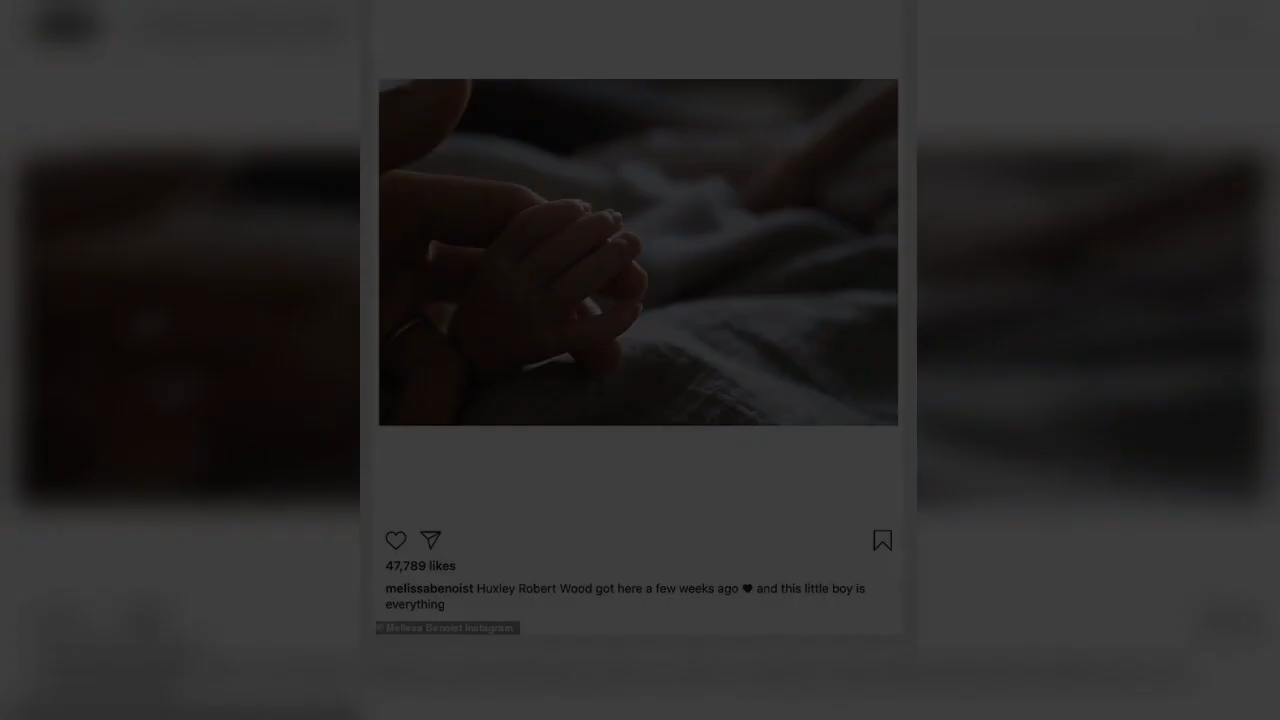 47,789 likes
melissabenoist Huxley Robert Wood got here a few weeks ago 🖤 and this little boy is
everything
© Melissa Benoist Instagram